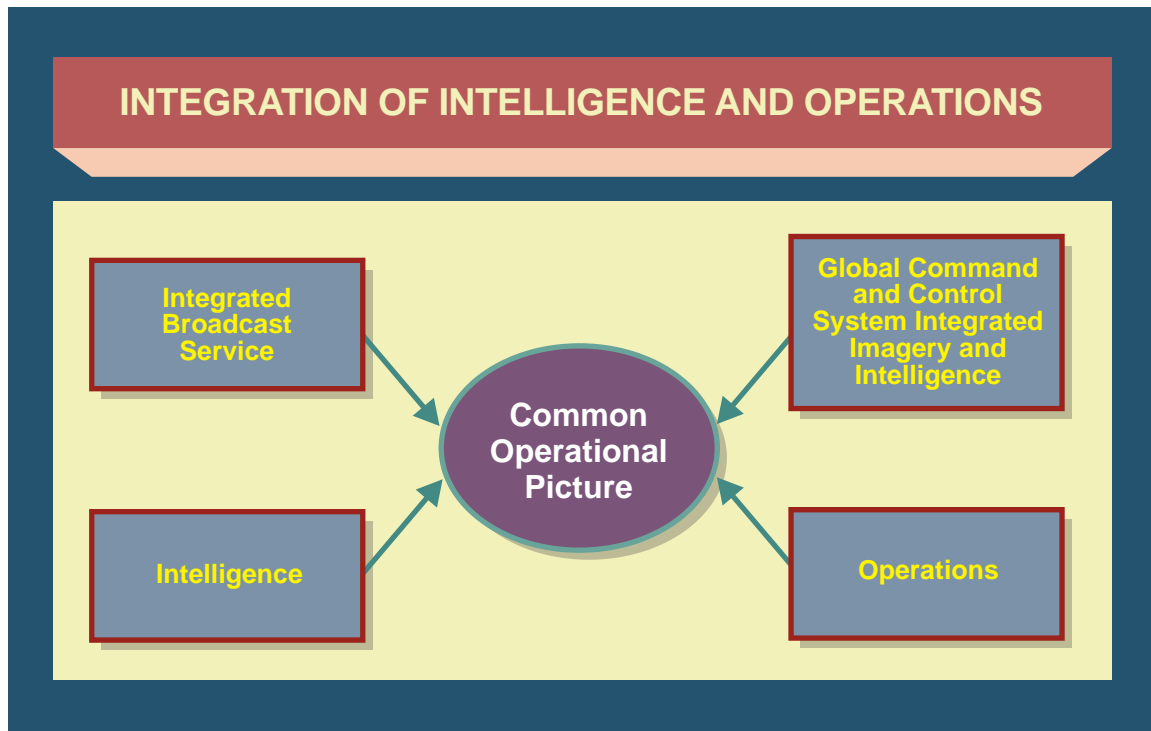 INTEGRATION OF INTELLIGENCE AND OPERATIONS
Integrated
Broadcast
Service
Global Command
and Control
System Integrated
Imagery and
Intelligence
Common
Operational
Picture
Intelligence
Operations